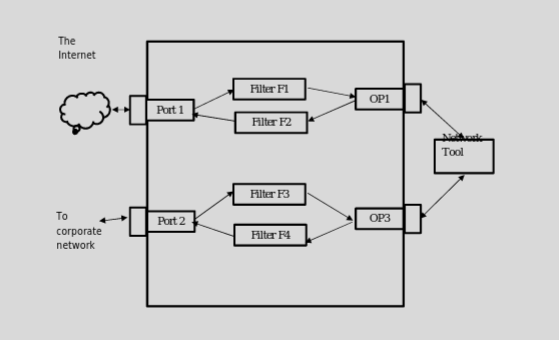 The
Internet
Port 1
Filter F1
Filter F2
OP1
Network
Tool
To
corporate
network
Port 2
Filter F3
Filter F4
OP3